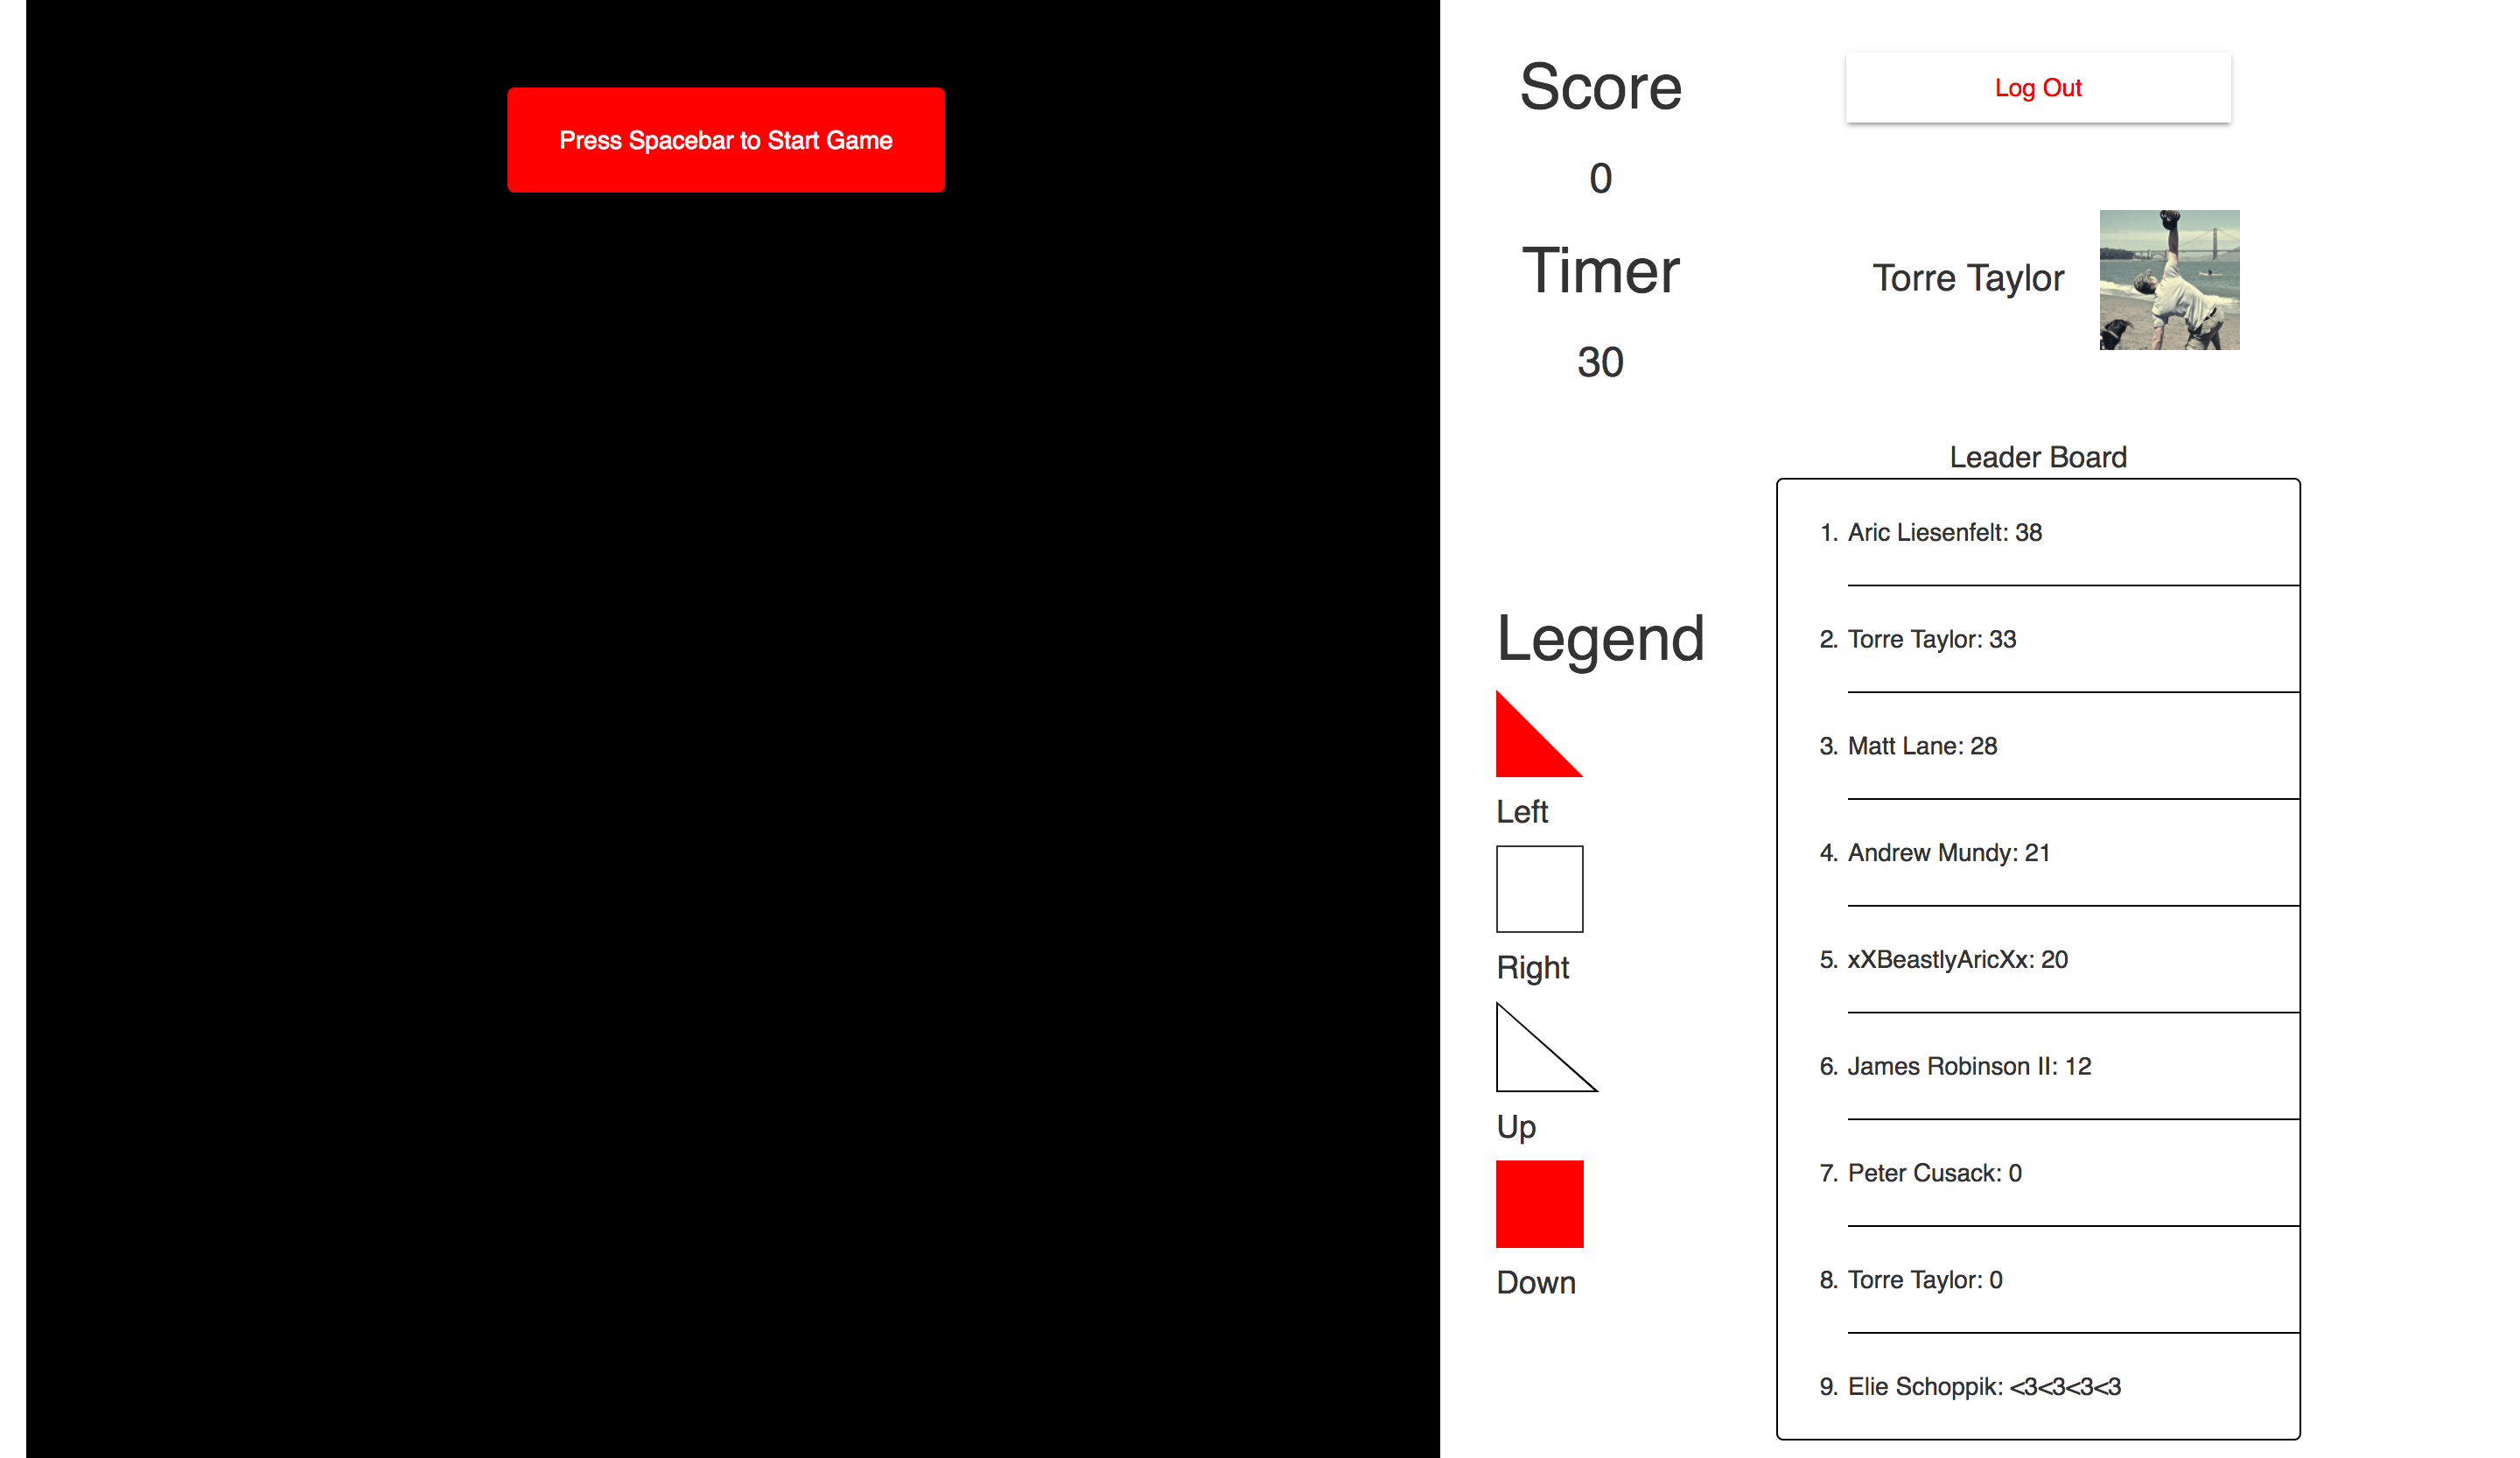 Press Spacebar to Start Game
Score
0
Timer
30
Log Out
Torre Taylor
Legend
Left
Right
Up
Down
Leader Board
1. Aric Liesenfelt: 38
2. Torre Taylor: 33
3. Matt Lane: 28
4. Andrew Mundy: 21
5. xXBeastlyAricXx: 20
6. James Robinson II: 12
7. Peter Cusack: 0
8. Torre Taylor: 0
9. Elie Schoppik: <3<3<3<3